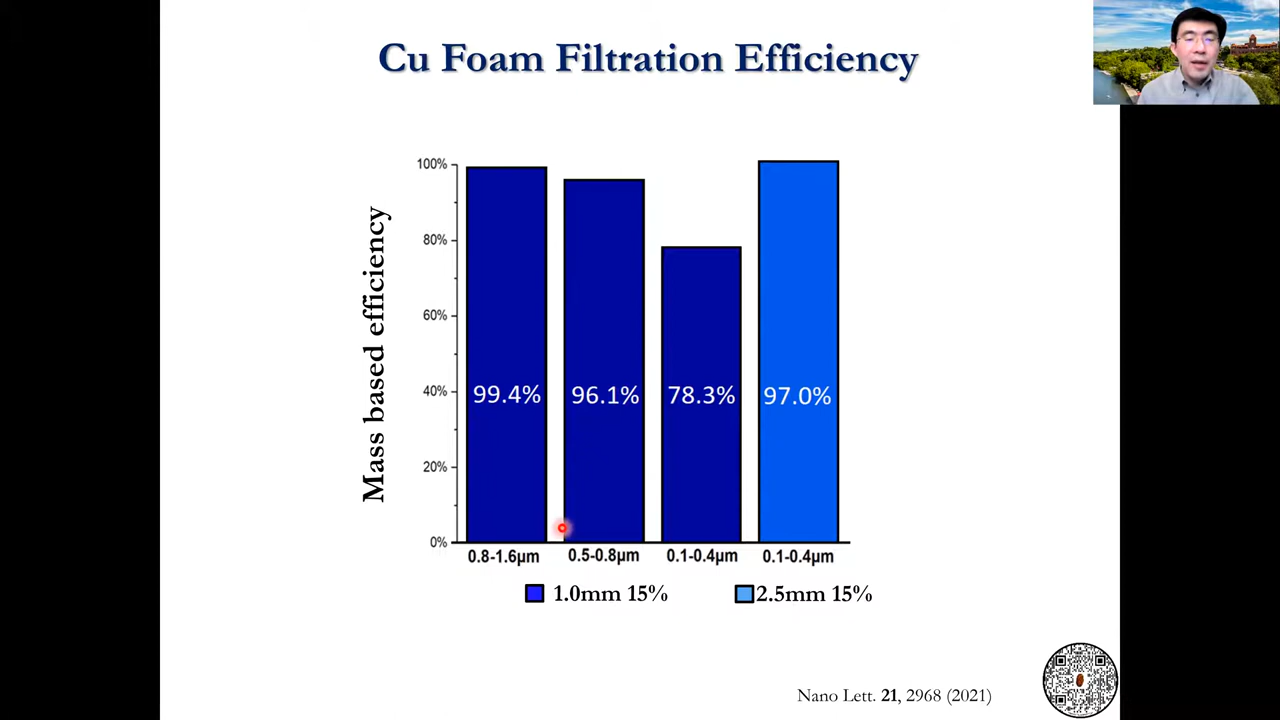 Cu Foam Filtration Efficiency
Mass based efficiency
100%
80%
60%
40%
20%
0%
99.4%
96.1%
78.3%
97.0%
0.8-1.6μm
0.5-0.8μm
0.1-0.4μm
0.1-0.4μm
1.0mm 15%
2.5mm 15%
Nano Lett. 21, 2968 (2021)